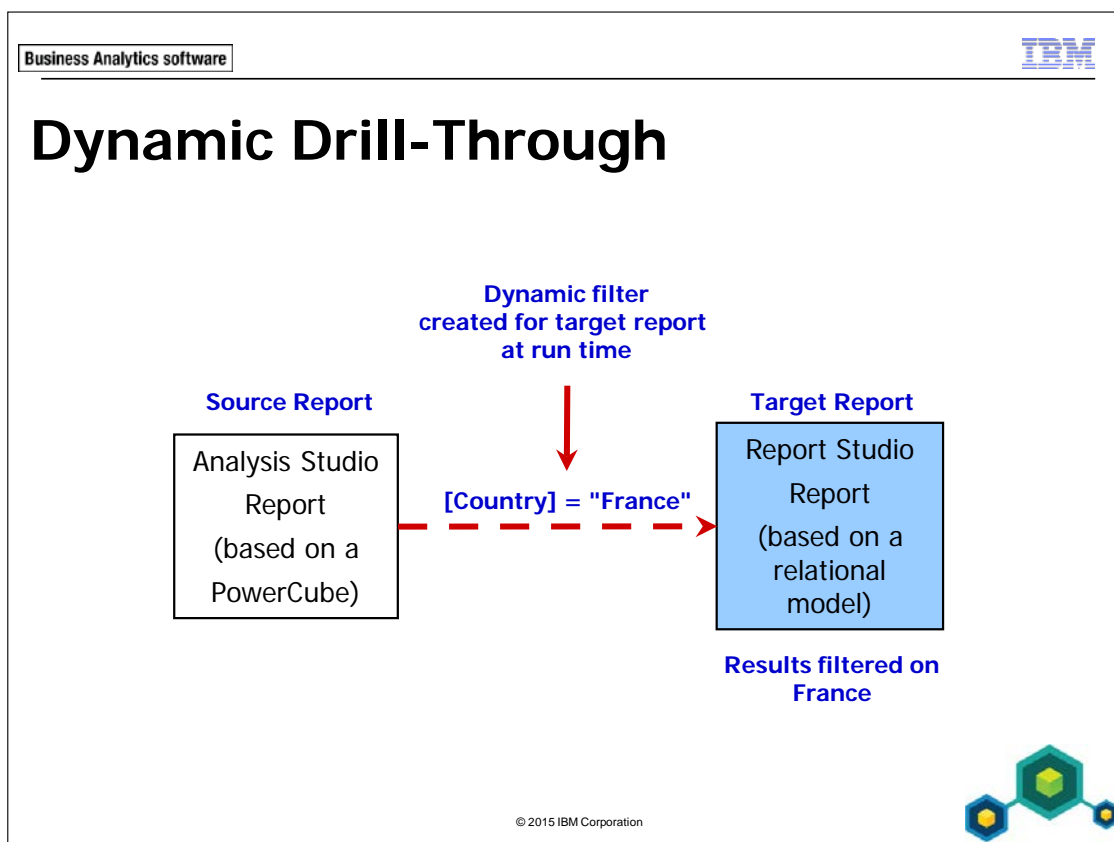 Business Analytics software
IBM
Dynamic Drill-Through
Dynamic filter
created for target report
at run time
Source Report
Target Report
Analysis Studio
Report
(based on a
PowerCube)
[Country] = "France"
Report Studio
Report
(based on a
relational
model)
Results filtered on
France
© 2015 IBM Corporation